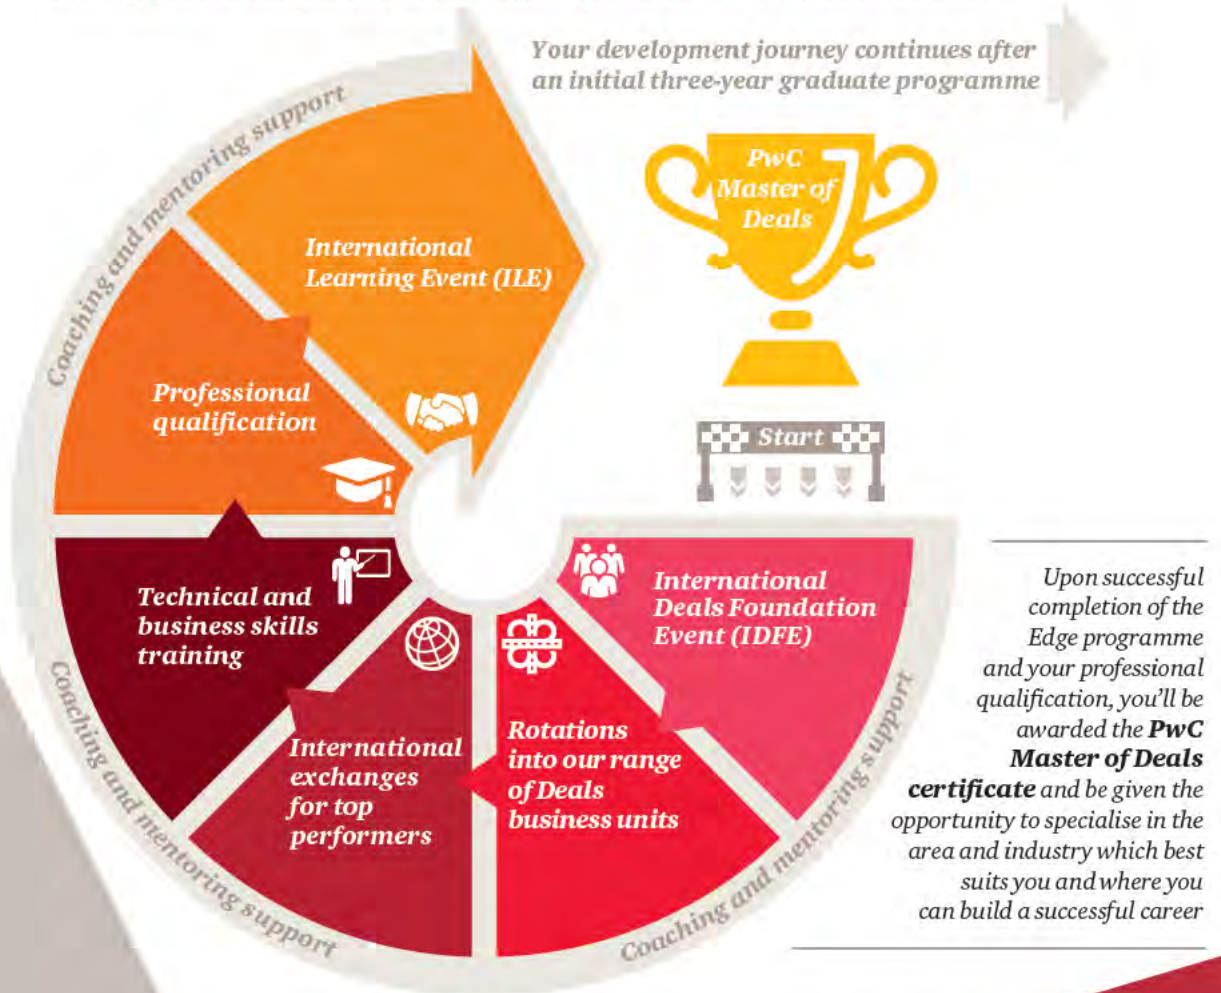 Your development journey continues after
an initial three-year graduate programme
PwC
Master of
Deals
Start
International
Deals Foundation
Event (IDFE)
Rotations
into our range
of Deals
business units
International
exchanges
for top
performers
Technical and
business skills
training
Professional
qualification
International
Learning Event (ILE)
Coaching and mentoring support
Coaching and mentoring support
Coaching and mentoring support
Upon successful
completion of the
Edge programme
and your professional
qualification, you'll be
awarded the PwC
Master of Deals
certificate and be given the
opportunity to specialise in the
area and industry which best
suits you and where you
can build a successful career